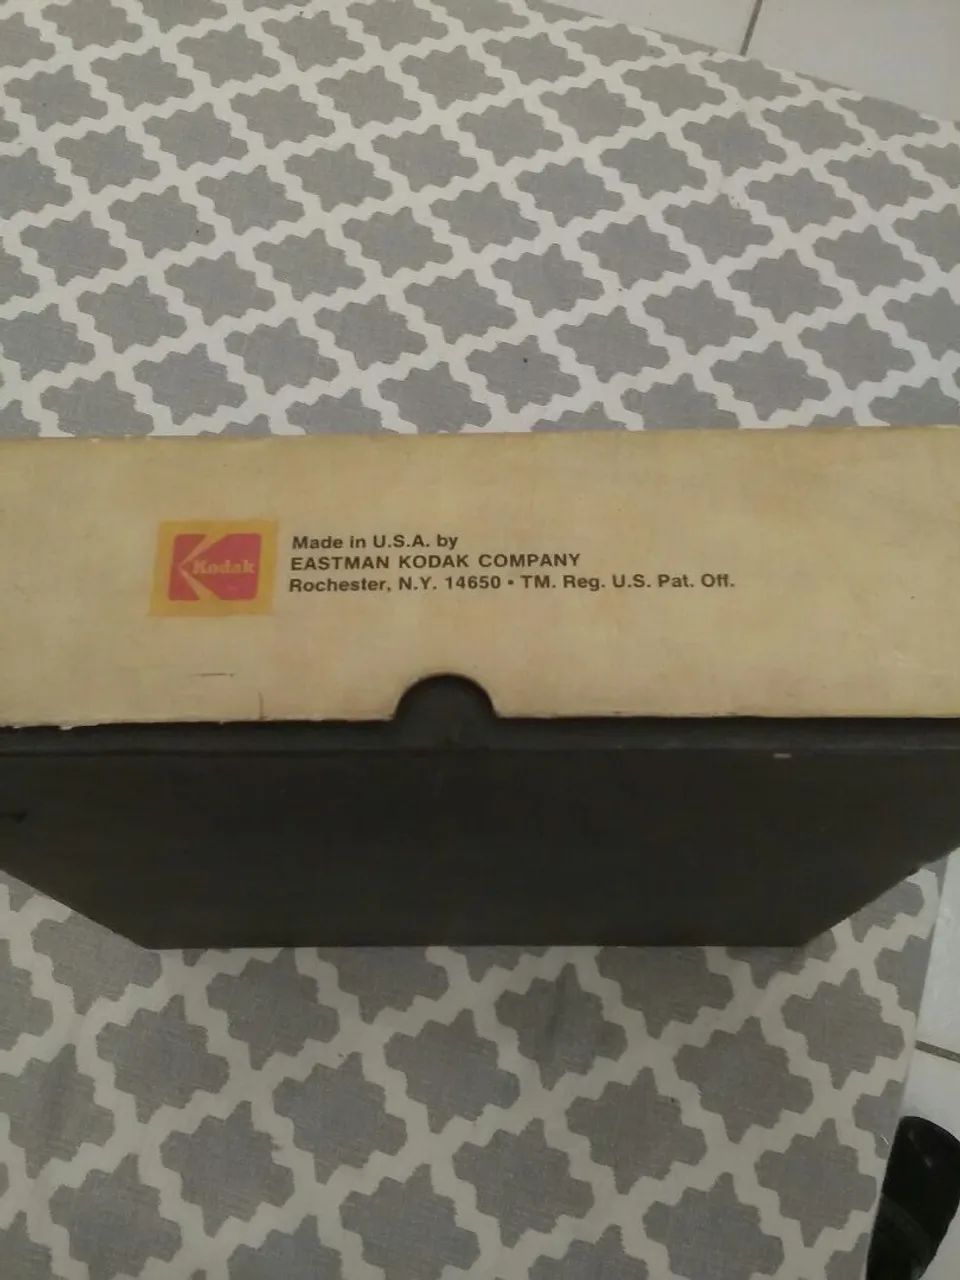 Kodak
Made in U.S.A. by
EASTMAN KODAK COMPANY
Rochester, N.Y. 14650 • TM. Reg. U.S. Pat. Off.